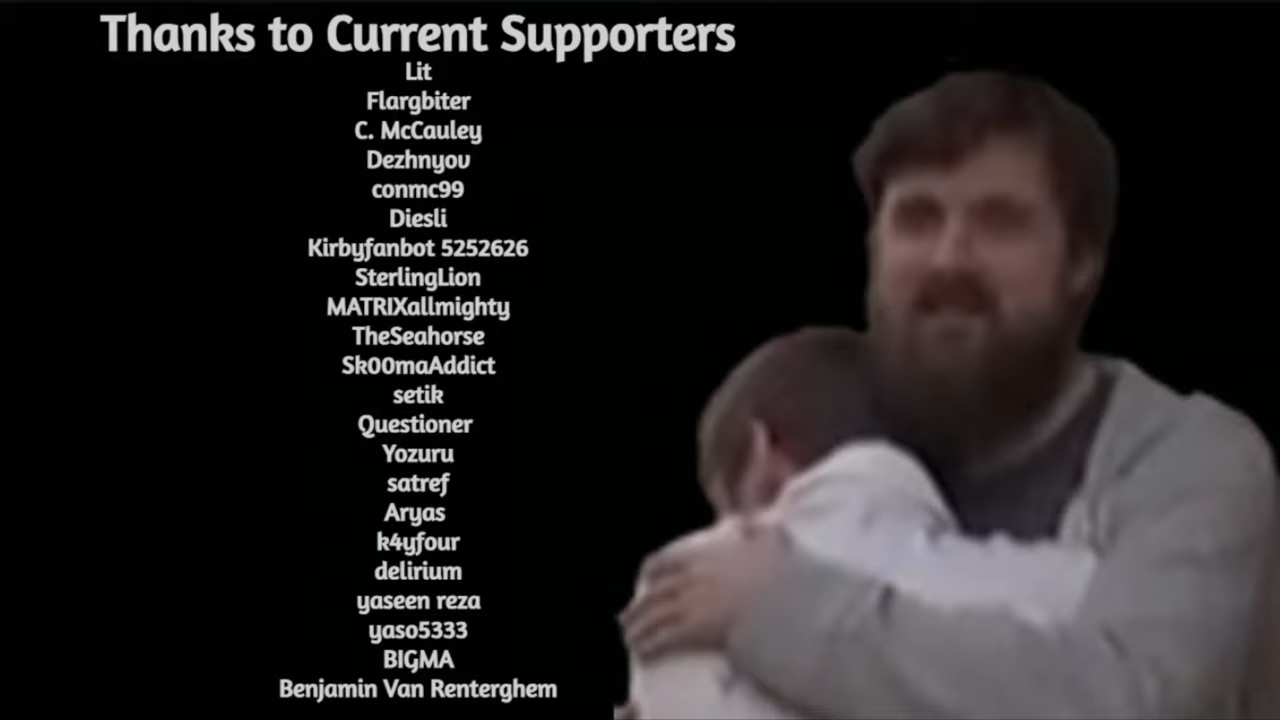 Thanks to Current Supporters
Lit
Flargbiter
C. McCauley
Dezhnyov
conmc99
Diesli
Kirbyfanbot 5252626
SterlingLion
MATRIXallmighty
TheSeahorse
Sk00maAddict
setik
Questioner
Yozuru
satref
Aryas
k4yfour
delirium
yaseen reza
yaso5333
BIGMA
Benjamin Van Renterghem